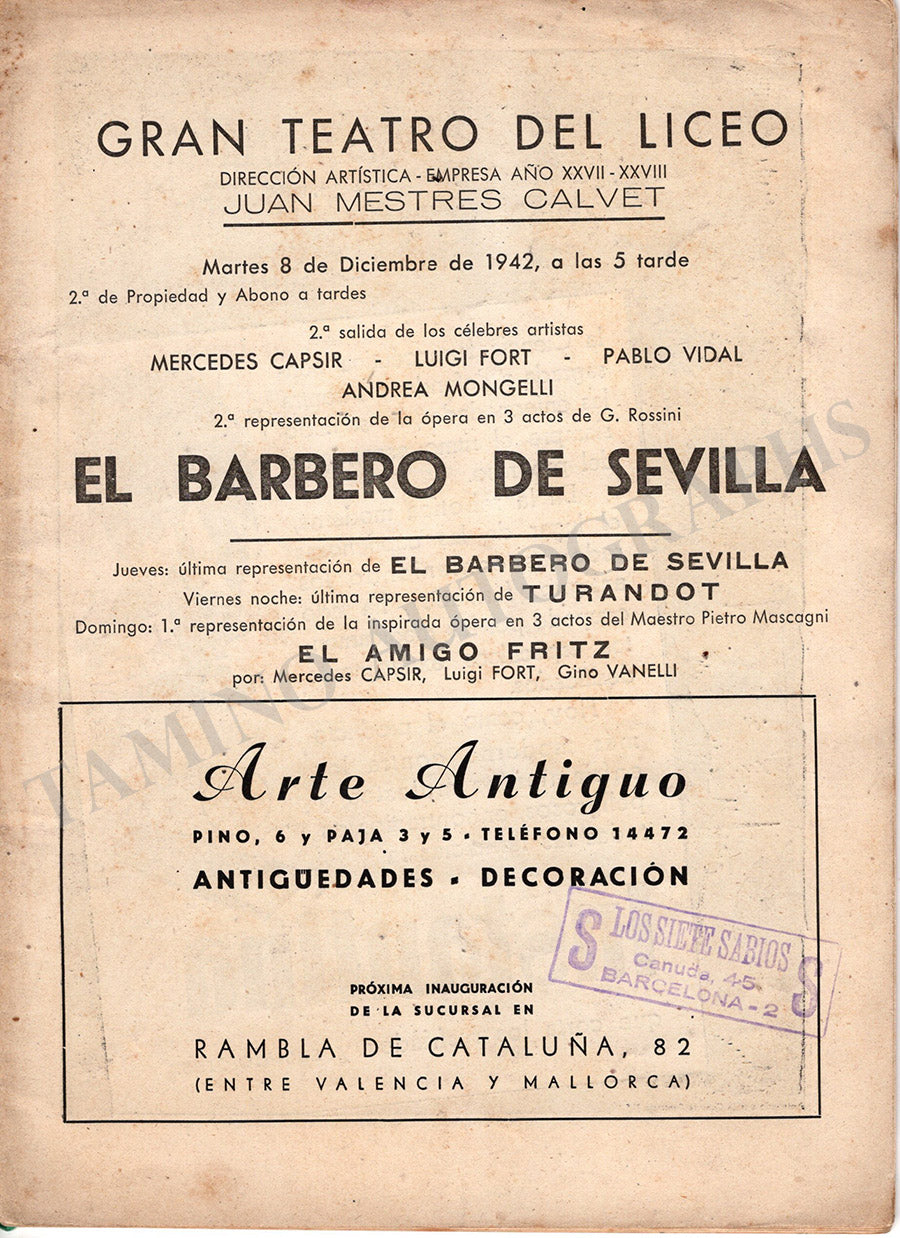 GRAN TEATRO DEL LICEO
DIRECCIÓN ARTÍSTICA - EMPRESA AÑO XXVII - XXVIII
JUAN MESTRES CALVET
Martes 8 de Diciembre de 1942, a las 5 tarde
2.ª de Propiedad y Abono a tardes
2.ª salida de los célebres artistas
MERCEDES CAPSIR - LUIGI FORT - PABLO VIDAL
ANDREA MONGELLI
2.ª representación de la ópera en 3 actos de G. Rossini
EL BARBERO DE SEVILLA
Jueves: última representación de EL BARBERO DE SEVILLA
Viernes noche: última representación de TURANDOT
Domingo: 1.ª representación de la inspirada ópera en 3 actos del Maestro Pietro Mascagni
EL AMIGO FRITZ
por: Mercedes CAPSIR, Luigi FORT, Gino VANELLI
TAMINO AUTOGRAPHS
Arte Antiguo
PINO, 6 y PAJA 3 y 5 - TELÉFONO 14472
ANTIGÜEDADES - DECORACIÓN
S LOS SIETE SABIOS S
Canuda, 45
BARCELONA - 2
PRÓXIMA INAUGURACIÓN
DE LA SUCURSAL EN
RAMBLA DE CATALUÑA, 82
(ENTRE VALENCIA Y MALLORCA)